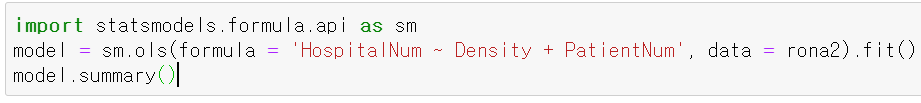 import statsmodels.formula.api as sm
model = sm.ols(formula = 'HospitalNum ~ Density + PatientNum', data = rona2).fit()
model.summary()